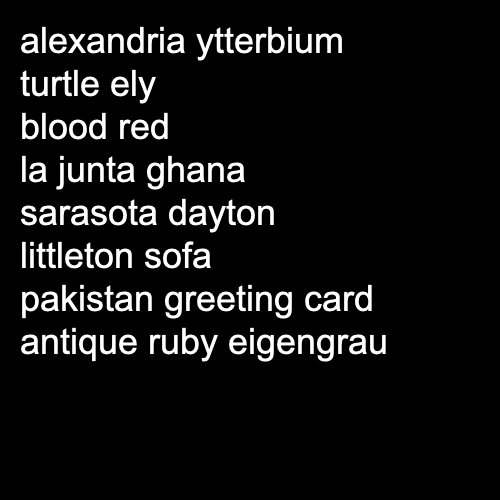 alexandria ytterbium
turtle ely
blood red
la junta ghana
sarasota dayton
littleton sofa
pakistan greeting card
antique ruby eigengrau